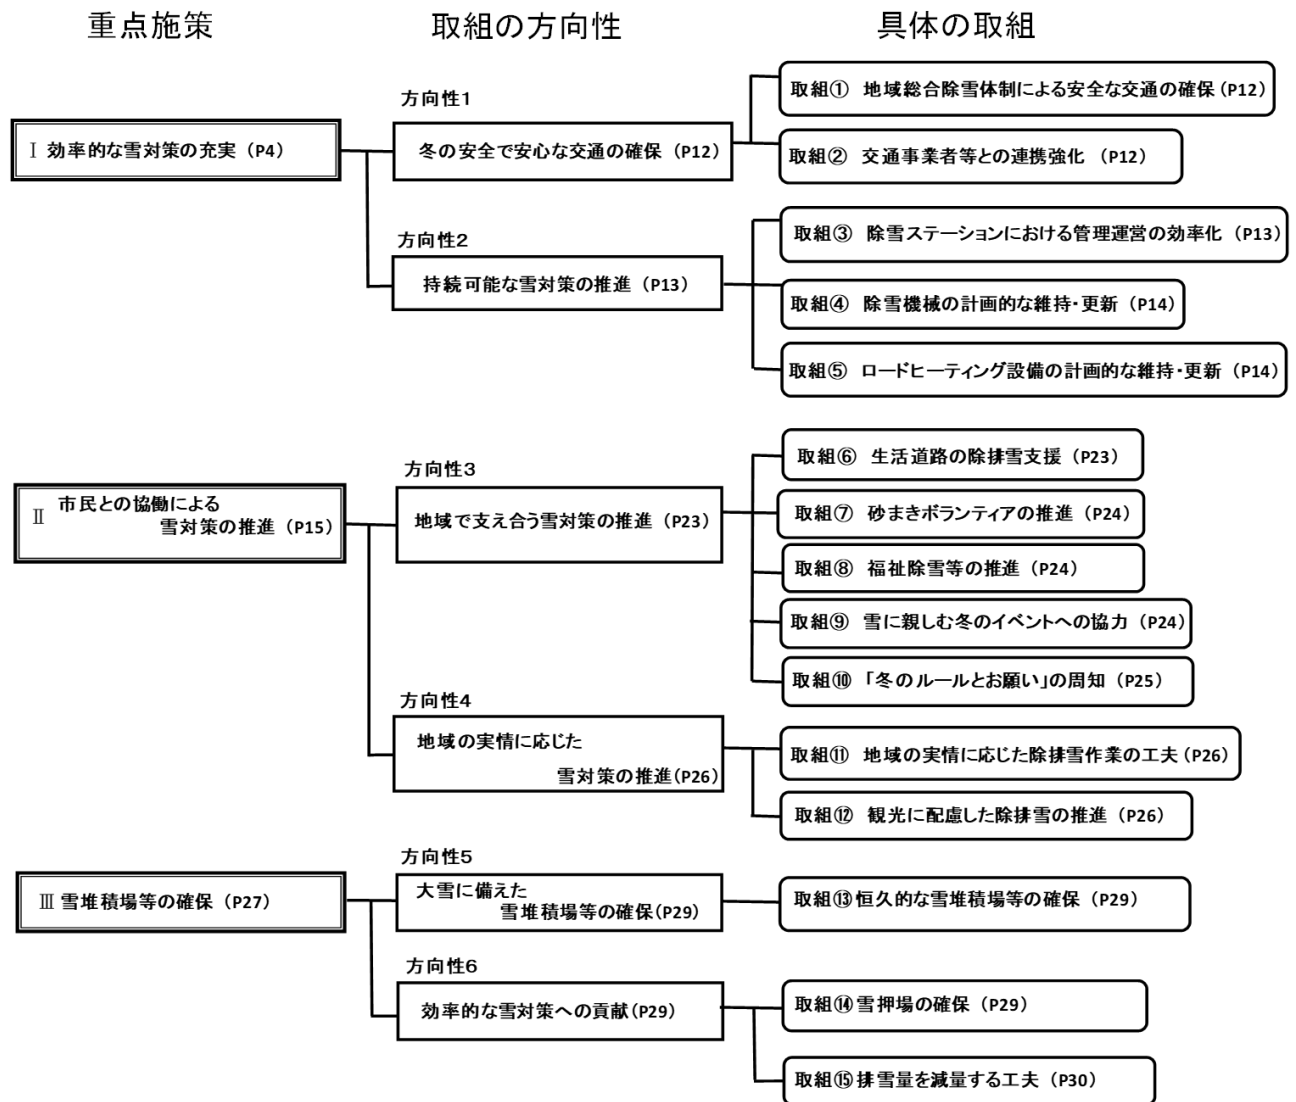 重点施策
取組の方向性
具体の取組
Ⅰ 効率的な雪対策の充実 (P4)
方向性1
冬の安全で安心な交通の確保 (P12)
取組① 地域総合除雪体制による安全な交通の確保 (P12)
取組② 交通事業者等との連携強化 (P12)
方向性2
持続可能な雪対策の推進 (P13)
取組③ 除雪ステーションにおける管理運営の効率化 (P13)
取組④ 除雪機械の計画的な維持・更新 (P14)
取組⑤ ロードヒーティング設備の計画的な維持・更新 (P14)
Ⅱ 市民との協働による
雪対策の推進 (P15)
方向性3
地域で支え合う雪対策の推進 (P23)
取組⑥ 生活道路の除排雪支援 (P23)
取組⑦ 砂まきボランティアの推進 (P24)
取組⑧ 福祉除雪等の推進 (P24)
取組⑨ 雪に親しむ冬のイベントへの協力 (P24)
取組⑩ 「冬のルールとお願い」の周知 (P25)
方向性4
地域の実情に応じた
雪対策の推進(P26)
取組⑪ 地域の実情に応じた除排雪作業の工夫 (P26)
取組⑫ 観光に配慮した除排雪の推進 (P26)
Ⅲ 雪堆積場等の確保 (P27)
方向性5
大雪に備えた
雪堆積場等の確保(P29)
取組⑬ 恒久的な雪堆積場等の確保 (P29)
方向性6
効率的な雪対策への貢献(P29)
取組⑭ 雪押場の確保 (P29)
取組⑮ 排雪量を減量する工夫 (P30)